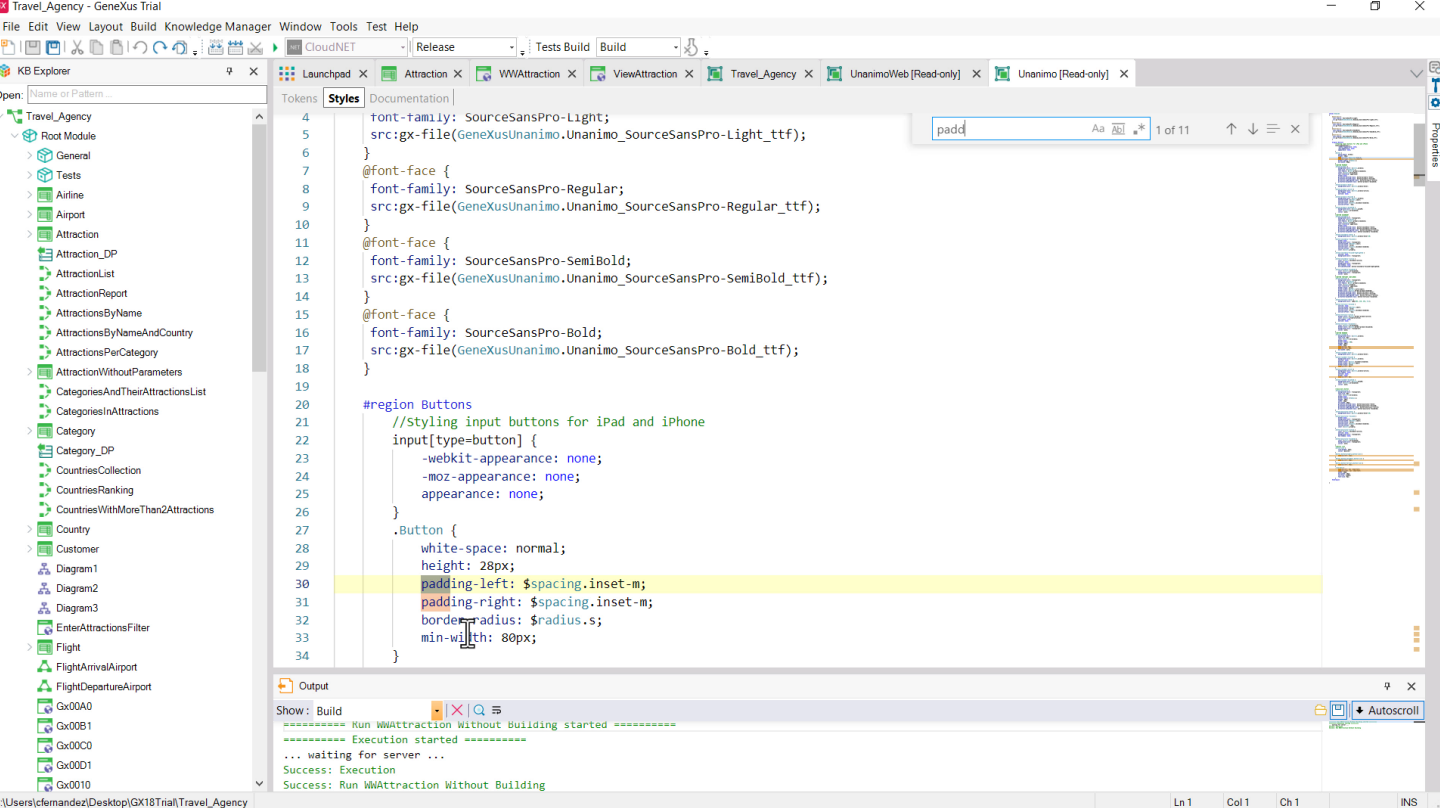 Travel_Agency - GeneXus Trial
File Edit View Layout Build Knowledge Manager Window Tools Test Help
CloudNET Release Tests Build Build
KB Explorer
Open: Name or Pattern...
Travel_Agency
Root Module
General
Tests
Airline
Airport
Attraction
Attraction_DP
AttractionList
AttractionReport
AttractionsByName
AttractionsByNameAndCountry
AttractionsPerCategory
AttractionWithoutParameters
CategoriesAndTheirAttractionsList
CategoriesInAttractions
Category
Category_DP
CountriesCollection
CountriesRanking
CountriesWithMoreThan2Attractions
Country
Customer
Diagram1
Diagram2
Diagram3
EnterAttractionsFilter
Flight
FlightArrivalAirport
FlightDepartureAirport
Gx00A0
Gx00B1
Gx00C0
Gx00D1
Gx0010
Launchpad Attraction WWAttraction ViewAttraction Travel_Agency UnanimoWeb [Read-only] Unanimo [Read-only]
Tokens Styles Documentation
padd Aa Abl .* 1 of 11
4 font-family: SourceSansPro-Light;
5 src:gx-file(GeneXusUnanimo.Unanimo_SourceSansPro-Light_ttf);
6 }
7 @font-face {
8 font-family: SourceSansPro-Regular;
9 src:gx-file(GeneXusUnanimo.Unanimo_SourceSansPro-Regular_ttf);
10 }
11 @font-face {
12 font-family: SourceSansPro-SemiBold;
13 src:gx-file(GeneXusUnanimo.Unanimo_SourceSansPro-SemiBold_ttf);
14 }
15 @font-face {
16 font-family: SourceSansPro-Bold;
17 src:gx-file(GeneXusUnanimo.Unanimo_SourceSansPro-Bold_ttf);
18 }
19
20 #region Buttons
21 //Styling input buttons for iPad and iPhone
22 input[type=button] {
23 -webkit-appearance: none;
24 -moz-appearance: none;
25 appearance: none;
26 }
27 .Button {
28 white-space: normal;
29 height: 28px;
30 padding-left: $spacing.inset-m;
31 padding-right: $spacing.inset-m;
32 border-radius: $radius.s;
33 min-width: 80px;
34 }
Properties
Output
Show: Build
Autoscroll
========== Run WWAttraction Without Building started ==========
========== Execution started ==========
... waiting for server ...
Success: Execution
Success: Run WWAttraction Without Building
:\Users\cfernandez\Desktop\GX18Trial\Travel_Agency
Ln 1 Col 1 Ch 1 INS